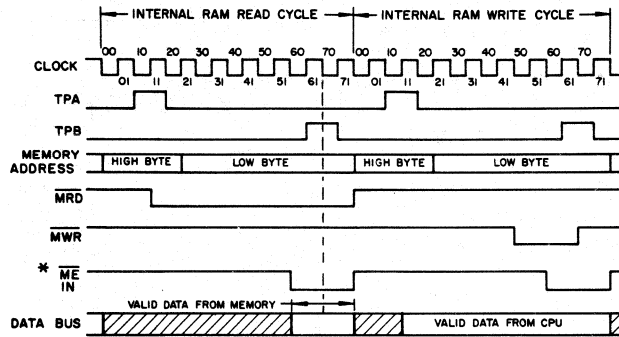 INTERNAL RAM READ CYCLE INTERNAL RAM WRITE CYCLE
00 10 20 30 40 50 60 70 00 10 20 30 40 50 60 70
CLOCK
01 11 21 31 41 51 61 71 01 11 21 31 41 51 61 71
TPA
TPB
MEMORY ADDRESS
HIGH BYTE LOW BYTE HIGH BYTE LOW BYTE
MRD
MWR
* ME
IN
VALID DATA FROM MEMORY
DATA BUS VALID DATA FROM CPU